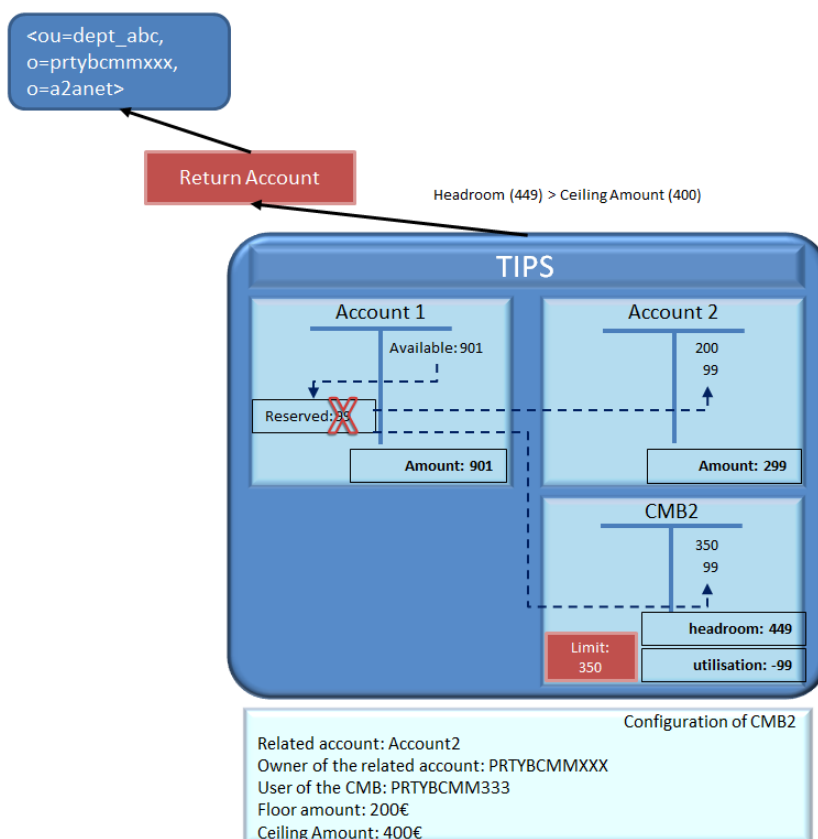 <ou=dept_abc,
o=prtybcmmxxx,
o=a2anet>
Return Account
Headroom (449) > Ceiling Amount (400)
TIPS
Account 1
Available: 901
Reserved: 99
Amount: 901
Account 2
200
99
Amount: 299
CMB2
350
99
headroom: 449
Limit:
350
utilisation: -99
Configuration of CMB2
Related account: Account2
Owner of the related account: PRTYBCMMXXX
User of the CMB: PRTYBCMM333
Floor amount: 200€
Ceiling Amount: 400€